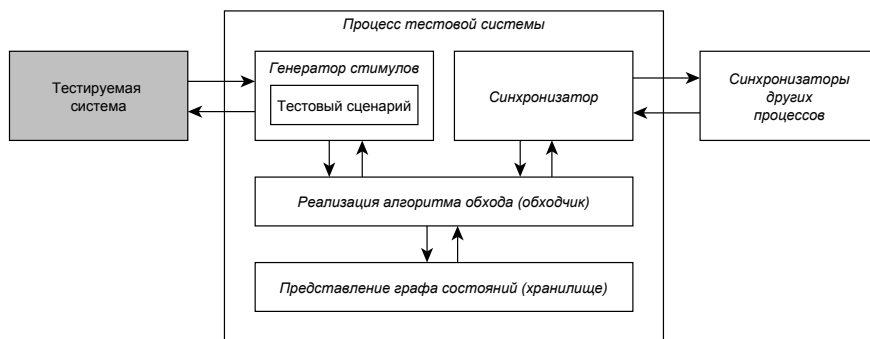 Процесс тестовой системы
Тестируемая
система
Генератор стимулов
Тестовый сценарий
Синхронизатор
Синхронизаторы
других
процессов
Реализация алгоритма обхода (обходчик)
Представление графа состояний (хранилище)